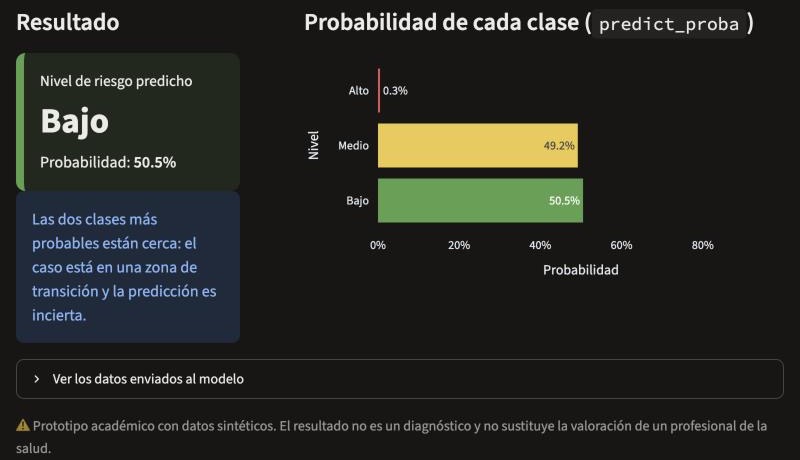 Resultado
Nivel de riesgo predicho
Bajo
Probabilidad: 50.5%
Las dos clases más
probables están cerca: el
caso está en una zona de
transición y la predicción es
incierta.
Probabilidad de cada clase ( predict_proba )
Nivel
Alto 0.3%
Medio 49.2%
Bajo 50.5%
0% 20% 40% 60% 80%
Probabilidad
Ver los datos enviados al modelo
⚠ Prototipo académico con datos sintéticos. El resultado no es un diagnóstico y no sustituye la valoración de un profesional de la
salud.